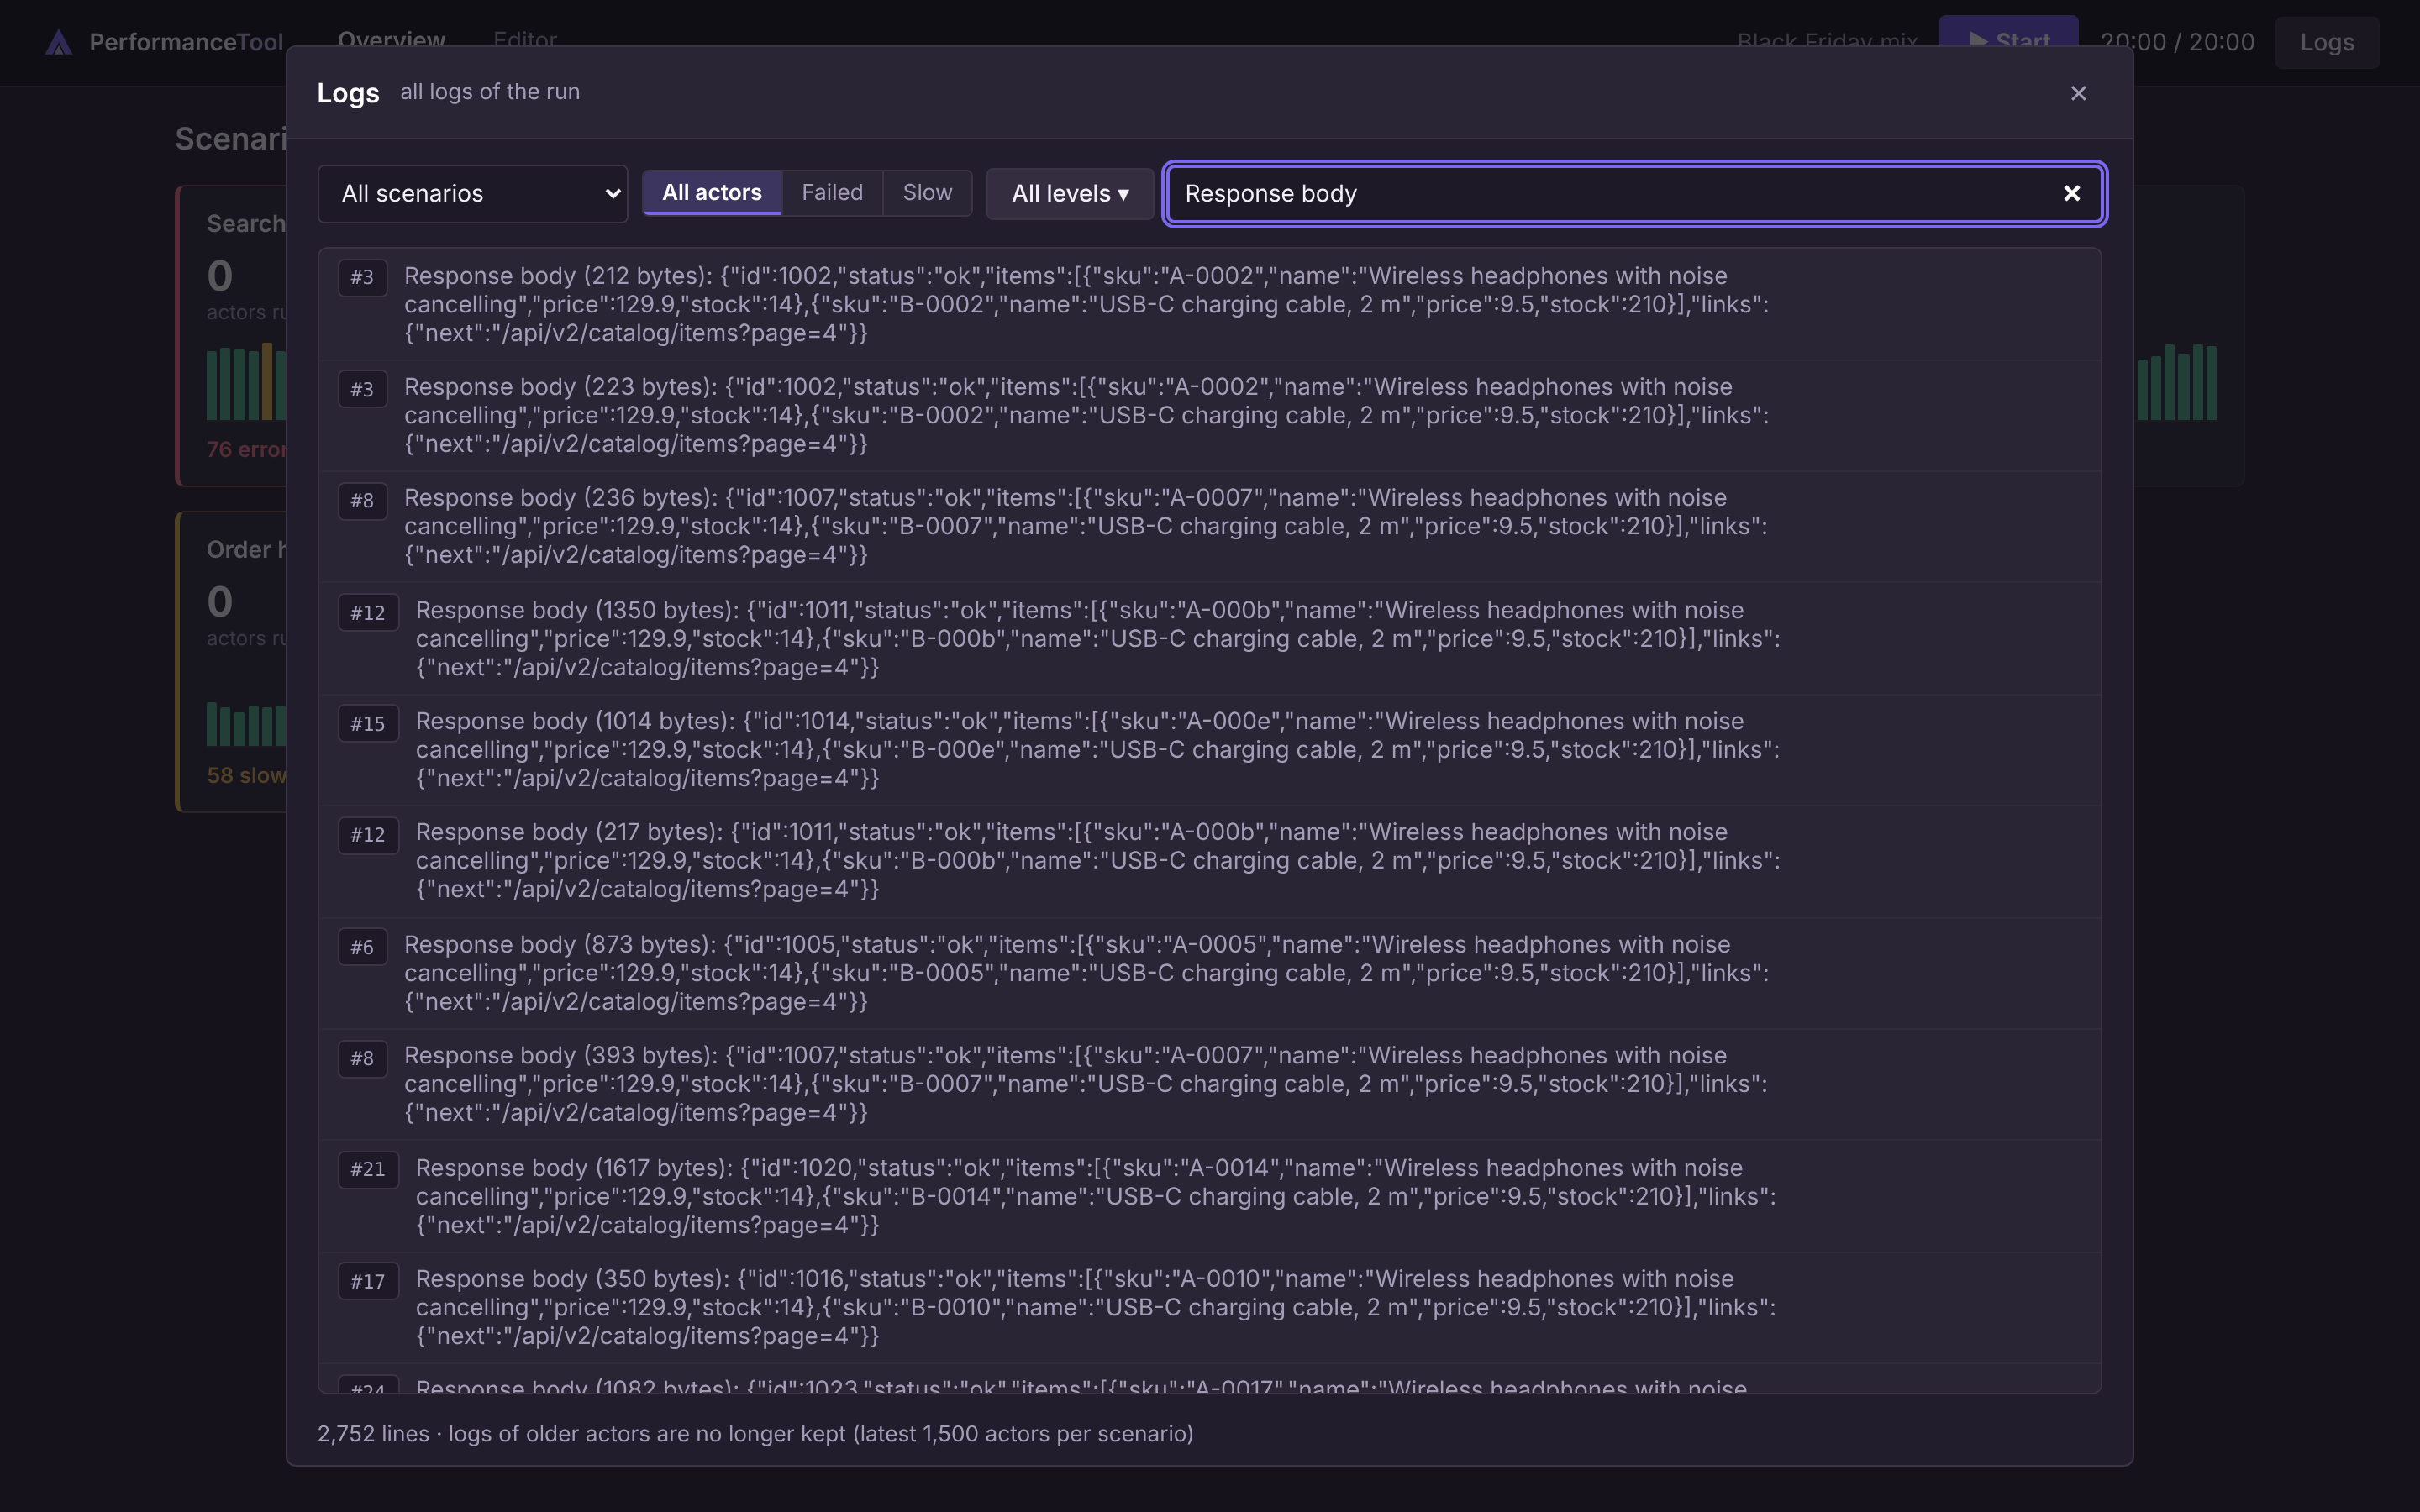 PerformanceTool
Overview
Editor
Black Friday mix
▶ Start
20:00 / 20:00
Logs
Logs
all logs of the run
×
All scenarios
All actors
Failed
Slow
All levels ▾
Response body
#3
Response body (212 bytes): {"id":1002,"status":"ok","items":[{"sku":"A-0002","name":"Wireless headphones with noise
cancelling","price":129.9,"stock":14},{"sku":"B-0002","name":"USB-C charging cable, 2 m","price":9.5,"stock":210}],"links":
{"next":"/api/v2/catalog/items?page=4"}}
#3
Response body (223 bytes): {"id":1002,"status":"ok","items":[{"sku":"A-0002","name":"Wireless headphones with noise
cancelling","price":129.9,"stock":14},{"sku":"B-0002","name":"USB-C charging cable, 2 m","price":9.5,"stock":210}],"links":
{"next":"/api/v2/catalog/items?page=4"}}
#8
Response body (236 bytes): {"id":1007,"status":"ok","items":[{"sku":"A-0007","name":"Wireless headphones with noise
cancelling","price":129.9,"stock":14},{"sku":"B-0007","name":"USB-C charging cable, 2 m","price":9.5,"stock":210}],"links":
{"next":"/api/v2/catalog/items?page=4"}}
#12
Response body (1350 bytes): {"id":1011,"status":"ok","items":[{"sku":"A-000b","name":"Wireless headphones with noise
cancelling","price":129.9,"stock":14},{"sku":"B-000b","name":"USB-C charging cable, 2 m","price":9.5,"stock":210}],"links":
{"next":"/api/v2/catalog/items?page=4"}}
#15
Response body (1014 bytes): {"id":1014,"status":"ok","items":[{"sku":"A-000e","name":"Wireless headphones with noise
cancelling","price":129.9,"stock":14},{"sku":"B-000e","name":"USB-C charging cable, 2 m","price":9.5,"stock":210}],"links":
{"next":"/api/v2/catalog/items?page=4"}}
#12
Response body (217 bytes): {"id":1011,"status":"ok","items":[{"sku":"A-000b","name":"Wireless headphones with noise
cancelling","price":129.9,"stock":14},{"sku":"B-000b","name":"USB-C charging cable, 2 m","price":9.5,"stock":210}],"links":
{"next":"/api/v2/catalog/items?page=4"}}
#6
Response body (873 bytes): {"id":1005,"status":"ok","items":[{"sku":"A-0005","name":"Wireless headphones with noise
cancelling","price":129.9,"stock":14},{"sku":"B-0005","name":"USB-C charging cable, 2 m","price":9.5,"stock":210}],"links":
{"next":"/api/v2/catalog/items?page=4"}}
#8
Response body (393 bytes): {"id":1007,"status":"ok","items":[{"sku":"A-0007","name":"Wireless headphones with noise
cancelling","price":129.9,"stock":14},{"sku":"B-0007","name":"USB-C charging cable, 2 m","price":9.5,"stock":210}],"links":
{"next":"/api/v2/catalog/items?page=4"}}
#21
Response body (1617 bytes): {"id":1020,"status":"ok","items":[{"sku":"A-0014","name":"Wireless headphones with noise
cancelling","price":129.9,"stock":14},{"sku":"B-0014","name":"USB-C charging cable, 2 m","price":9.5,"stock":210}],"links":
{"next":"/api/v2/catalog/items?page=4"}}
#17
Response body (350 bytes): {"id":1016,"status":"ok","items":[{"sku":"A-0010","name":"Wireless headphones with noise
cancelling","price":129.9,"stock":14},{"sku":"B-0010","name":"USB-C charging cable, 2 m","price":9.5,"stock":210}],"links":
{"next":"/api/v2/catalog/items?page=4"}}
#24
Response body (1082 bytes): {"id":1023,"status":"ok","items":[{"sku":"A-0017","name":"Wireless headphones with noise
2,752 lines · logs of older actors are no longer kept (latest 1,500 actors per scenario)
Search
0
actors
76
Order
0
actors
58 slow